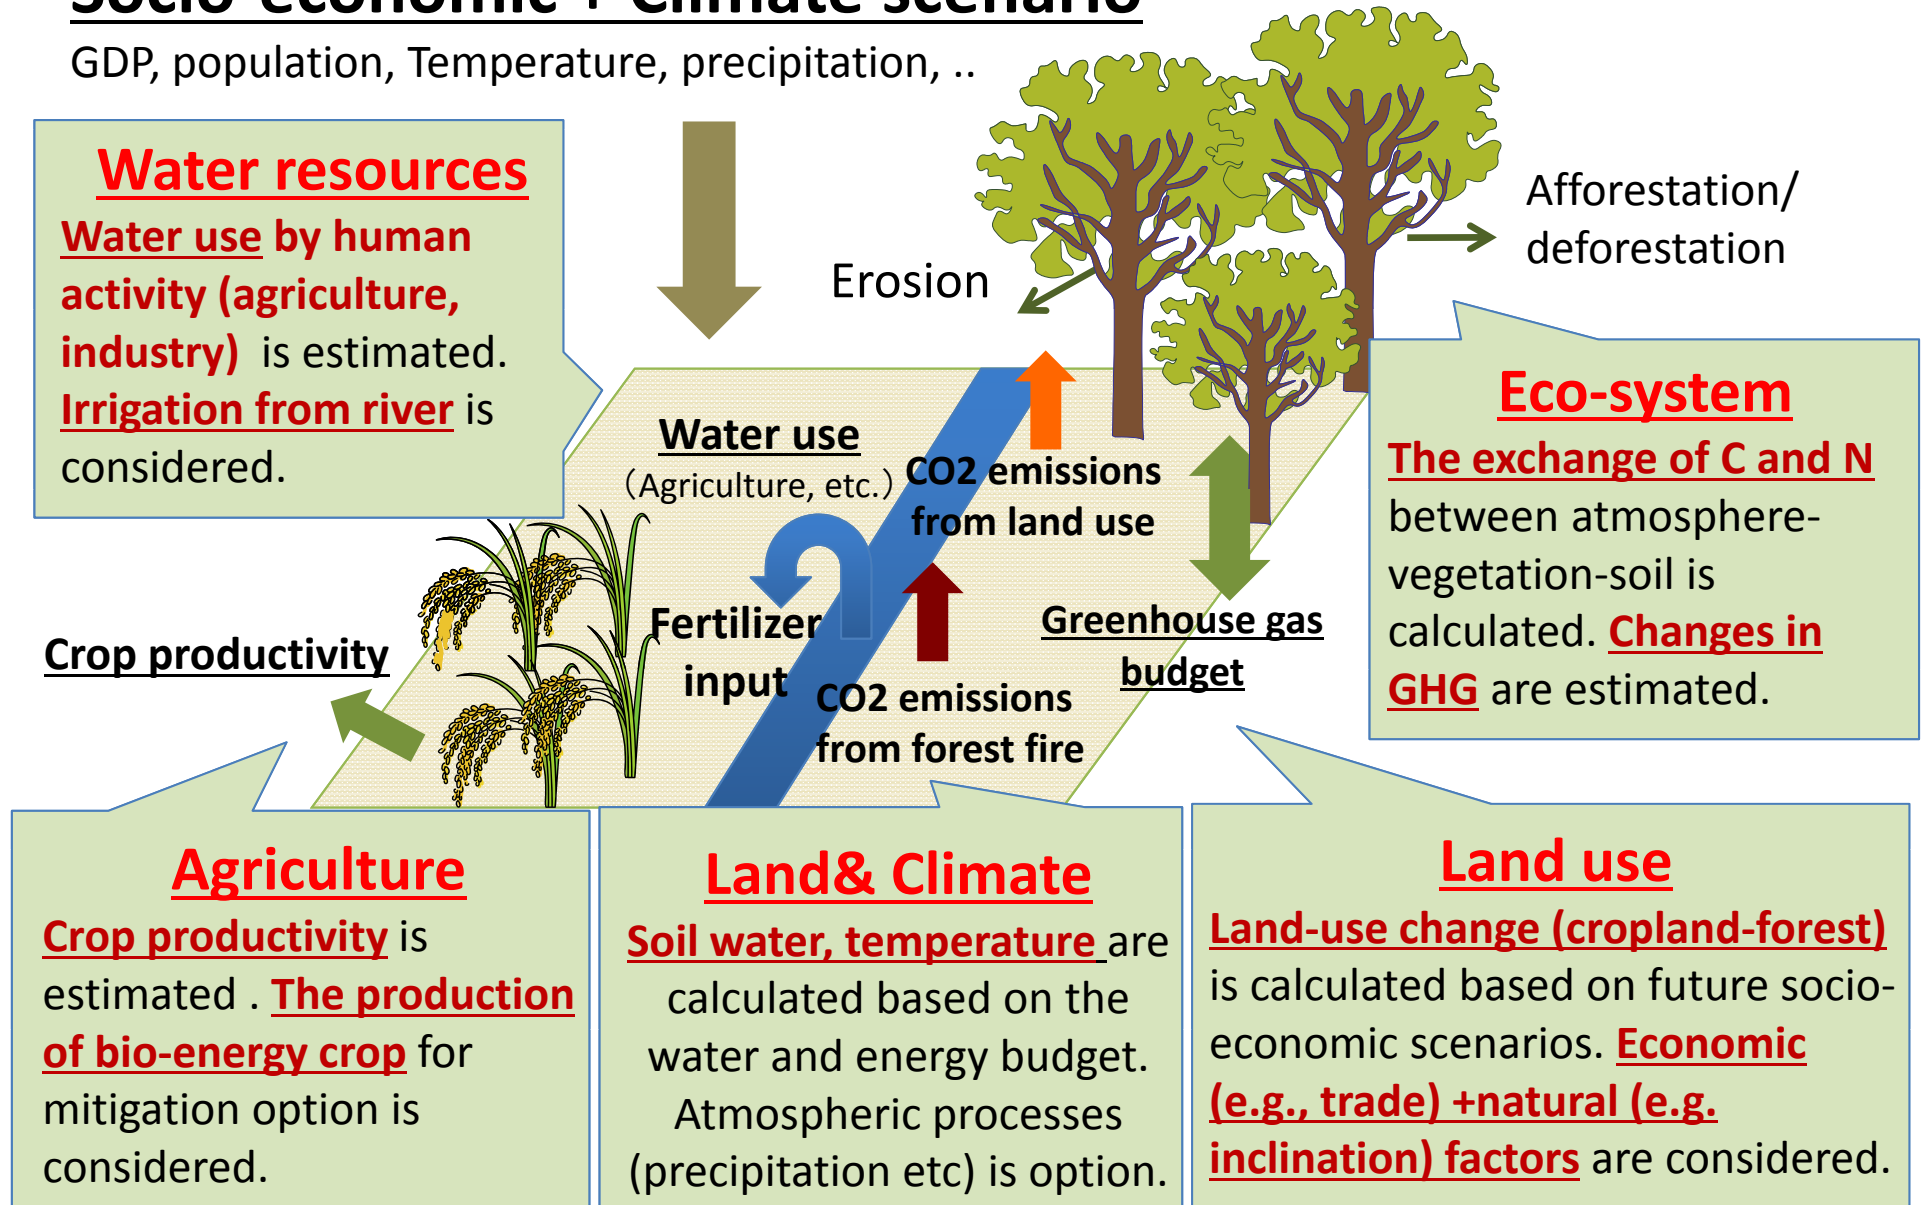 Socio-economic + Climate scenario
GDP, population, Temperature, precipitation, ..
Water resources
Water use by human
activity (agriculture,
industry) is estimated.
Irrigation from river is
considered.
Erosion
Afforestation/
deforestation
Eco-system
The exchange of C and N
between atmosphere-
vegetation-soil is
calculated. Changes in
GHG are estimated.
Water use
（Agriculture, etc.）
CO2 emissions
from land use
Fertilizer
input
CO2 emissions
from forest fire
Greenhouse gas
budget
Crop productivity
Agriculture
Crop productivity is
estimated . The production
of bio-energy crop for
mitigation option is
considered.
Land& Climate
Soil water, temperature are
calculated based on the
water and energy budget.
Atmospheric processes
(precipitation etc) is option.
Land use
Land-use change (cropland-forest)
is calculated based on future socio-
economic scenarios. Economic
(e.g., trade) +natural (e.g.
inclination) factors are considered.